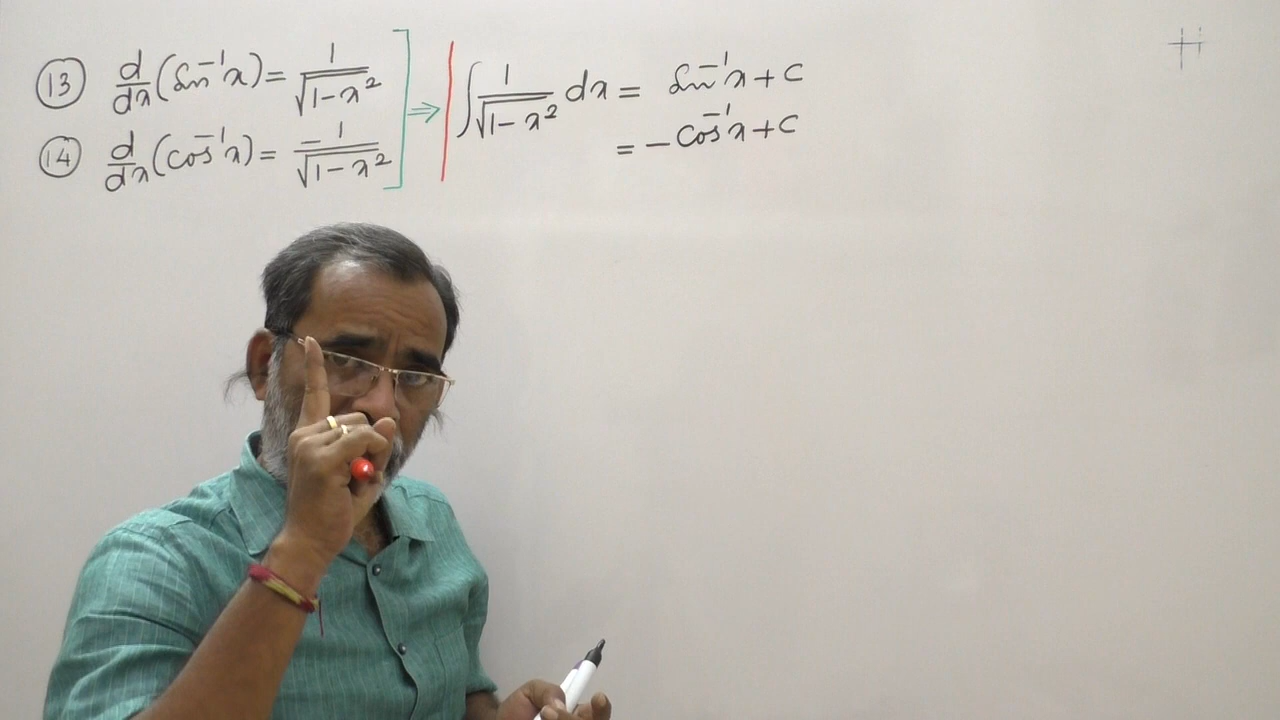 ⑬ d/dx (sin⁻¹x) = 1/√(1-x²) ] ⇒ | ∫ 1/√(1-x²) dx = sin⁻¹x + C
⑭ d/dx (cos⁻¹x) = -1/√(1-x²) = -cos⁻¹x + C